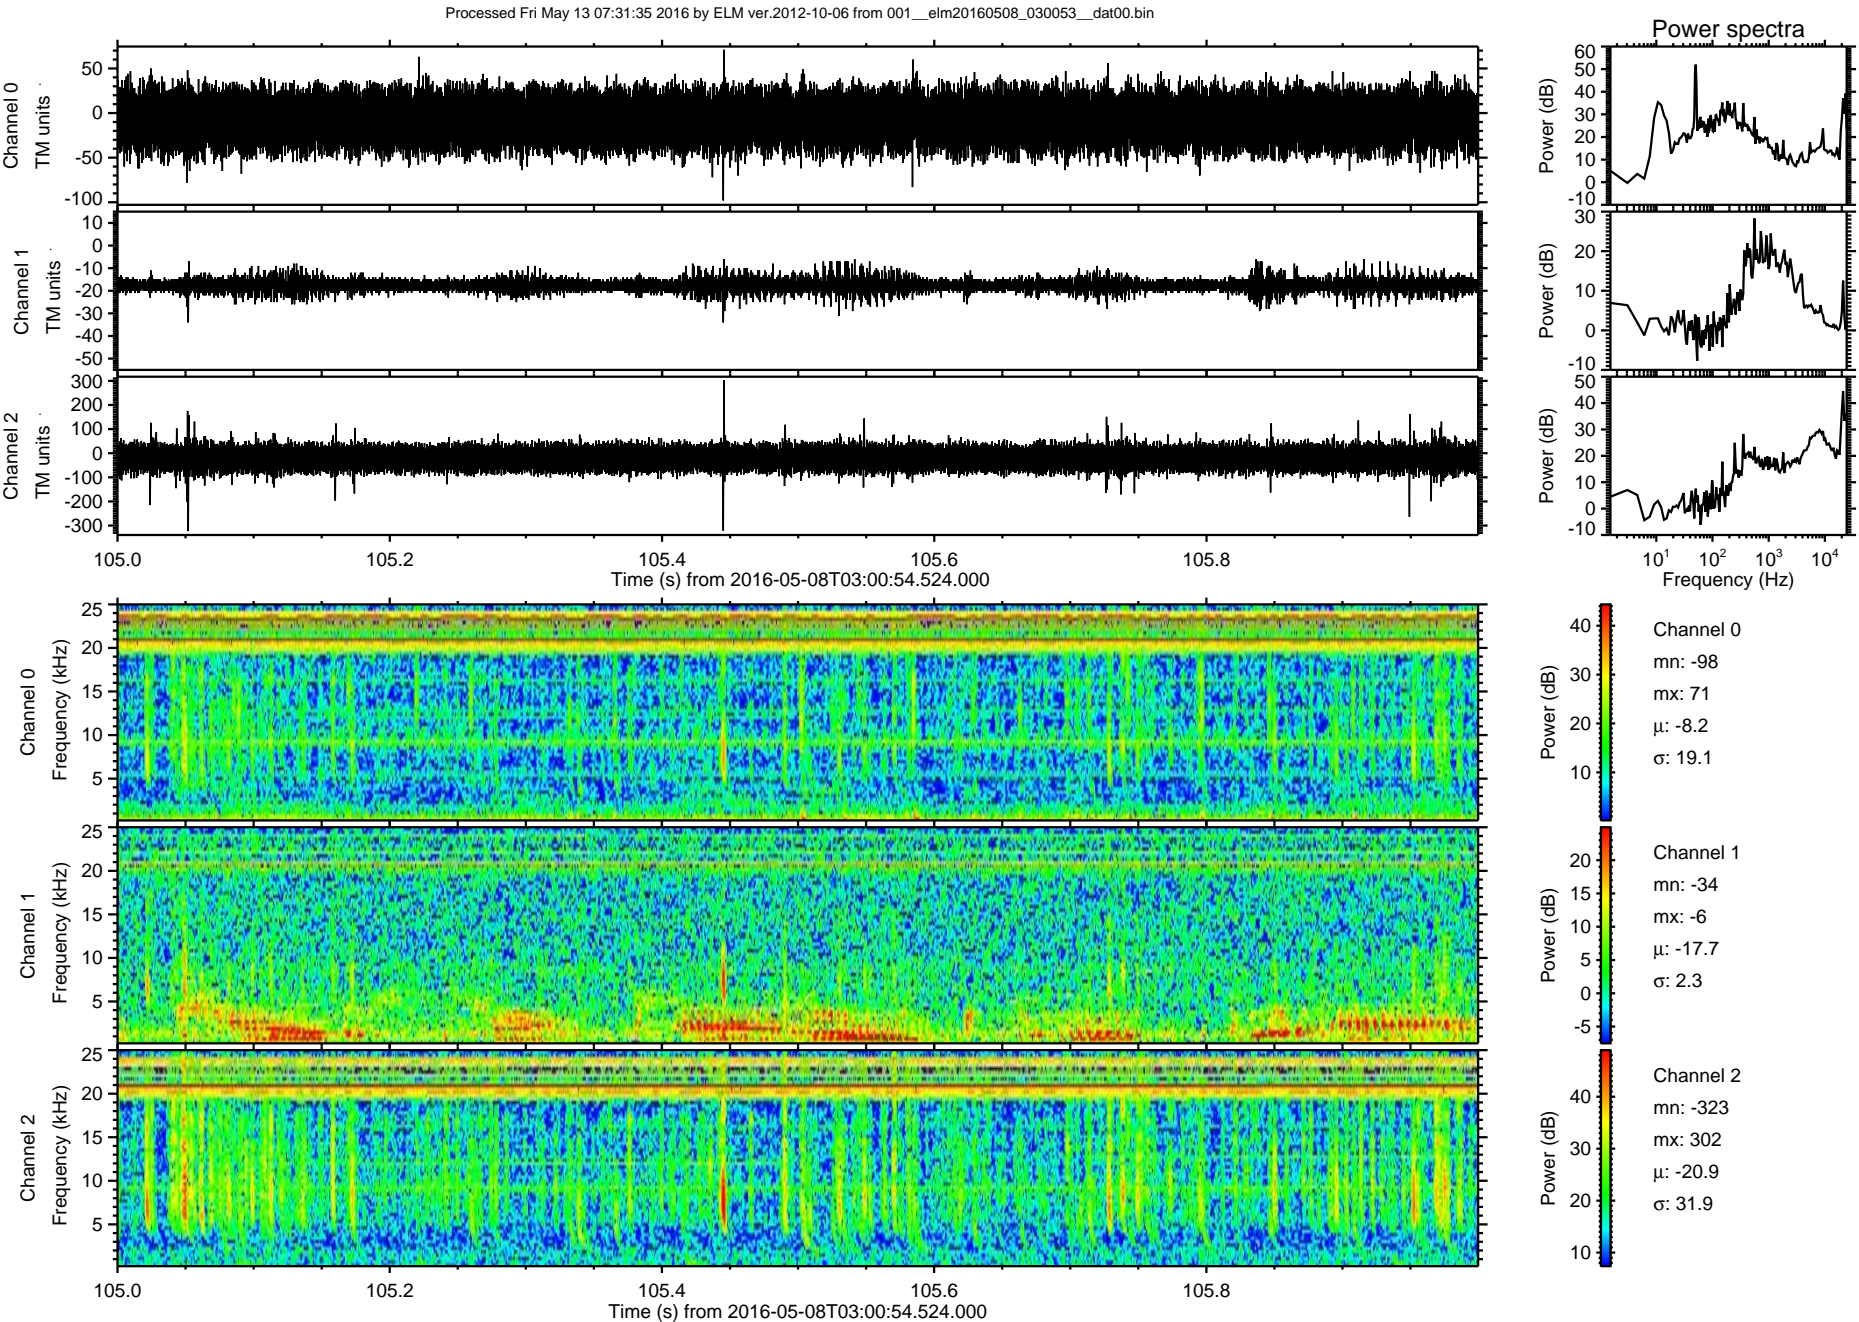 Processed Fri May 13 07:31:35 2016 by ELM ver.2012-10-06 from 001__elm20160508_030053__dat00.bin
Power spectra
Channel 0
TM units
50
0
-50
-100
Power (dB)
60
50
40
30
20
10
0
-10
Channel 1
TM units
10
0
-10
-20
-30
-40
-50
Power (dB)
30
20
10
0
-10
Channel 2
TM units
300
200
100
0
-100
-200
-300
Power (dB)
50
40
30
20
10
0
-10
105.0 105.2 105.4 105.6 105.8
Time (s) from 2016-05-08T03:00:54.524.000
10¹ 10² 10³ 10⁴
Frequency (Hz)
Channel 0
Frequency (kHz)
25
20
15
10
5
Power (dB)
40
30
20
10
Channel 0
mn: -98
mx: 71
μ: -8.2
σ: 19.1
Channel 1
Frequency (kHz)
25
20
15
10
5
Power (dB)
20
15
10
5
0
-5
Channel 1
mn: -34
mx: -6
μ: -17.7
σ: 2.3
Channel 2
Frequency (kHz)
25
20
15
10
5
Power (dB)
40
30
20
10
Channel 2
mn: -323
mx: 302
μ: -20.9
σ: 31.9
105.0 105.2 105.4 105.6 105.8
Time (s) from 2016-05-08T03:00:54.524.000